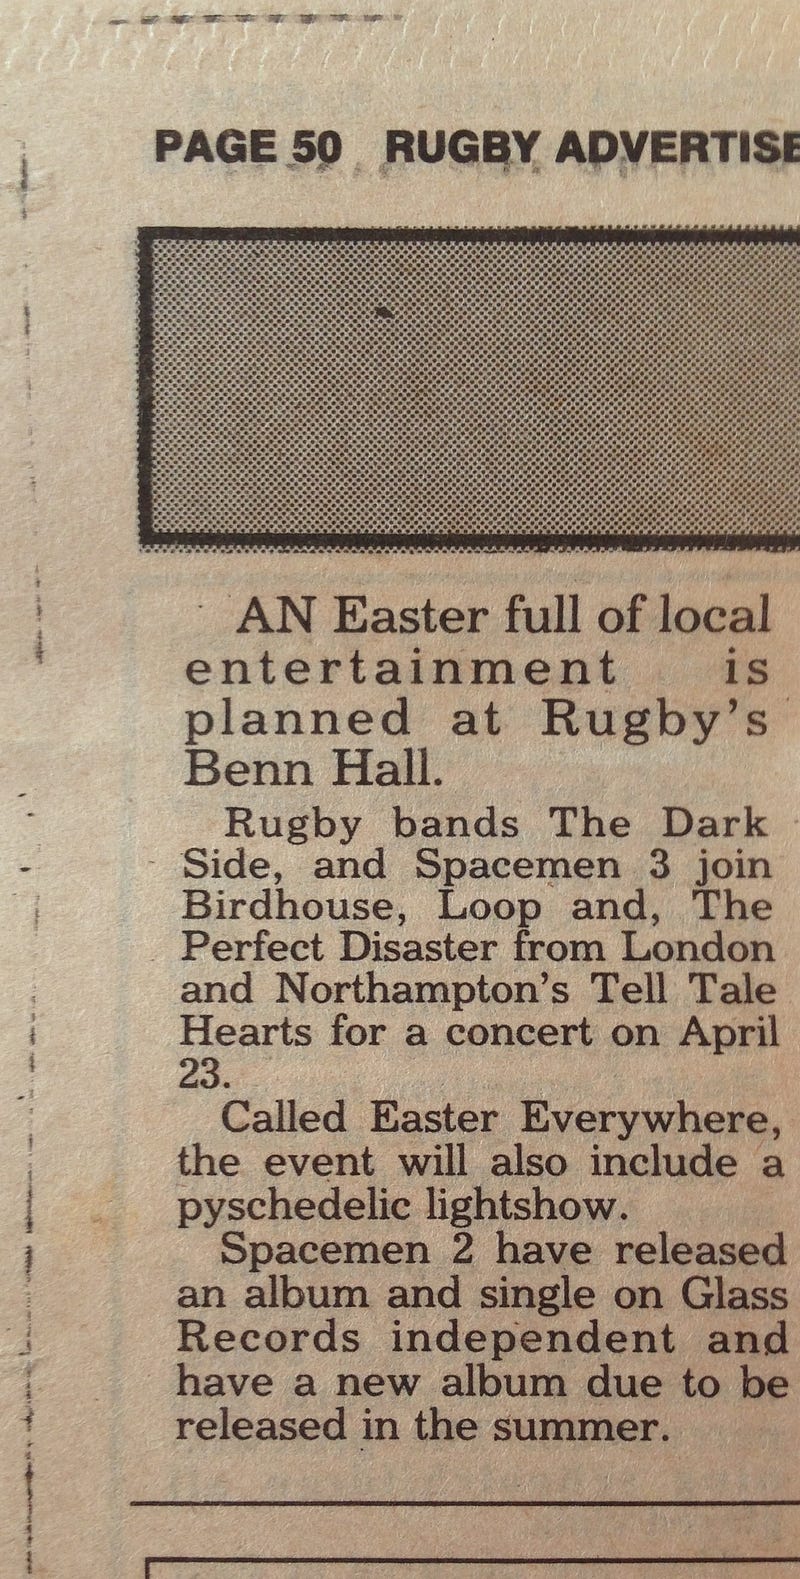 PAGE 50 RUGBY ADVERTISE
AN Easter full of local
entertainment is
planned at Rugby's
Benn Hall.
Rugby bands The Dark
Side, and Spacemen 3 join
Birdhouse, Loop and, The
Perfect Disaster from London
and Northampton's Tell Tale
Hearts for a concert on April
23.
Called Easter Everywhere,
the event will also include a
pyschedelic lightshow.
Spacemen 2 have released
an album and single on Glass
Records independent and
have a new album due to be
released in the summer.